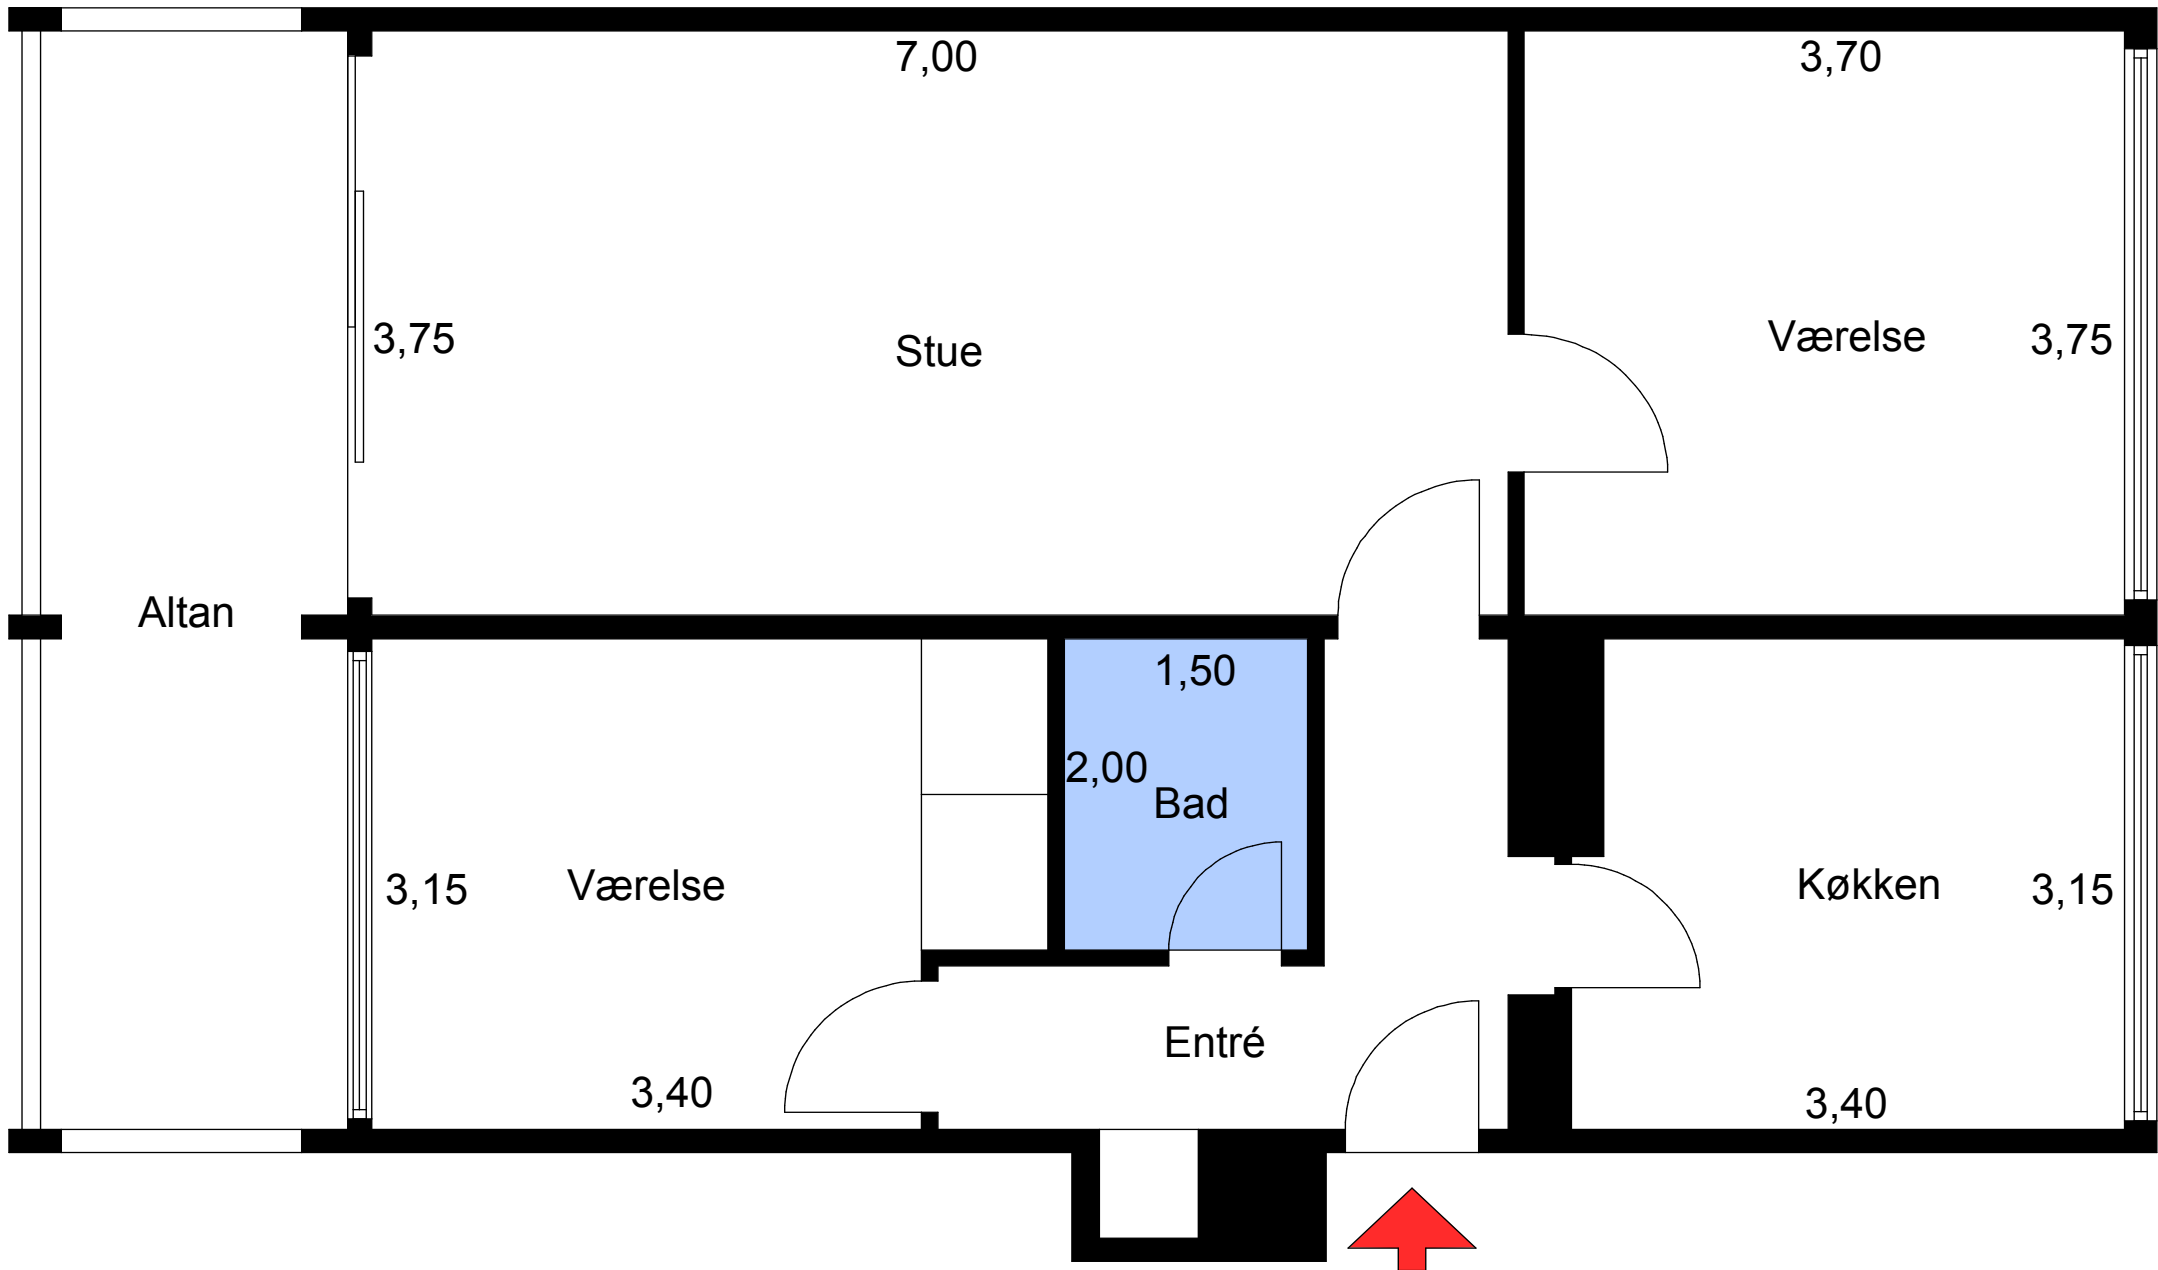 7,00
3,70
3,75
Stue
Værelse
3,75
Altan
1,50
2,00
Bad
3,15
Værelse
Køkken
3,15
Entré
3,40
3,40